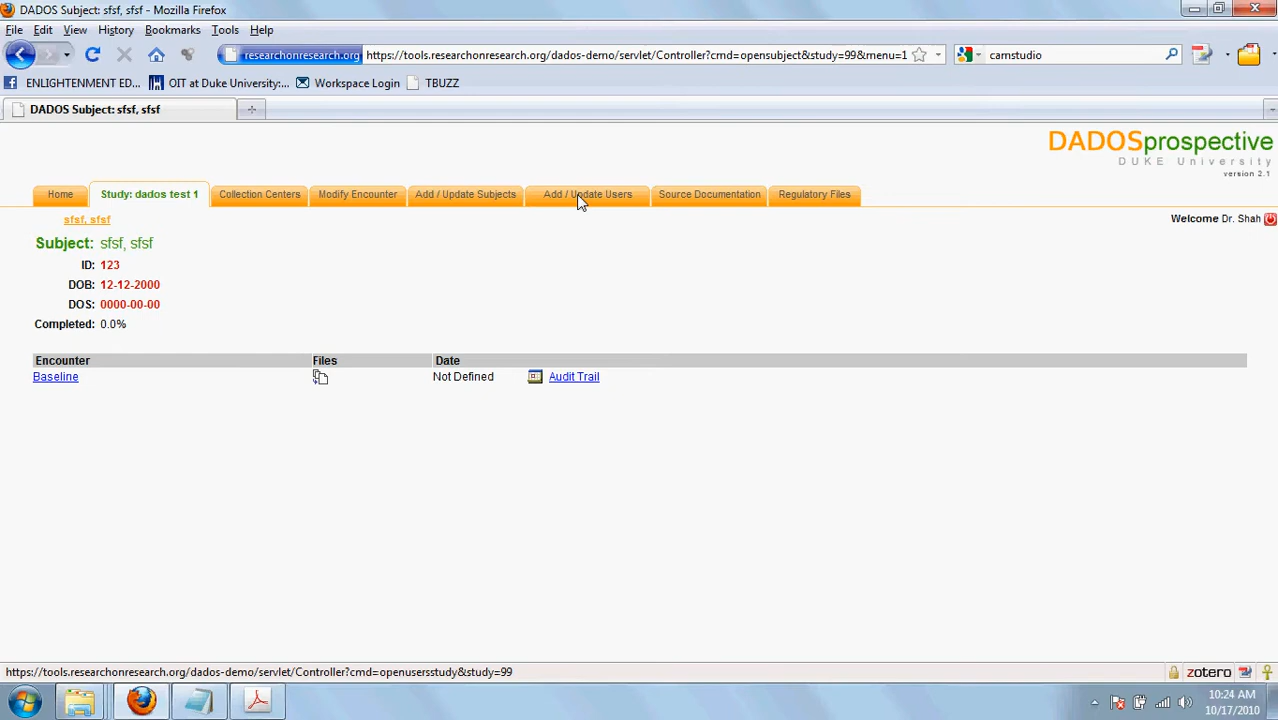 DADOS Subject: sfsf, sfsf - Mozilla Firefox
File Edit View History Bookmarks Tools Help
researchonresearch.org https://tools.researchonresearch.org/dados-demo/servlet/Controller?cmd=opensubject&study=99&menu=1 camstudio
ENLIGHTENMENT ED... OIT at Duke University:... Workspace Login TBUZZ
DADOS Subject: sfsf, sfsf
DADOSprospective
DUKE University
version 2.1
Home Study: dados test 1 Collection Centers Modify Encounter Add / Update Subjects Add / Update Users Source Documentation Regulatory Files
sfsf, sfsf Welcome Dr. Shah
Subject: sfsf, sfsf
ID: 123
DOB: 12-12-2000
DOS: 0000-00-00
Completed: 0.0%
Encounter Files Date
Baseline Not Defined Audit Trail
https://tools.researchonresearch.org/dados-demo/servlet/Controller?cmd=openusersstudy&study=99 zotero
10:24 AM
10/17/2010